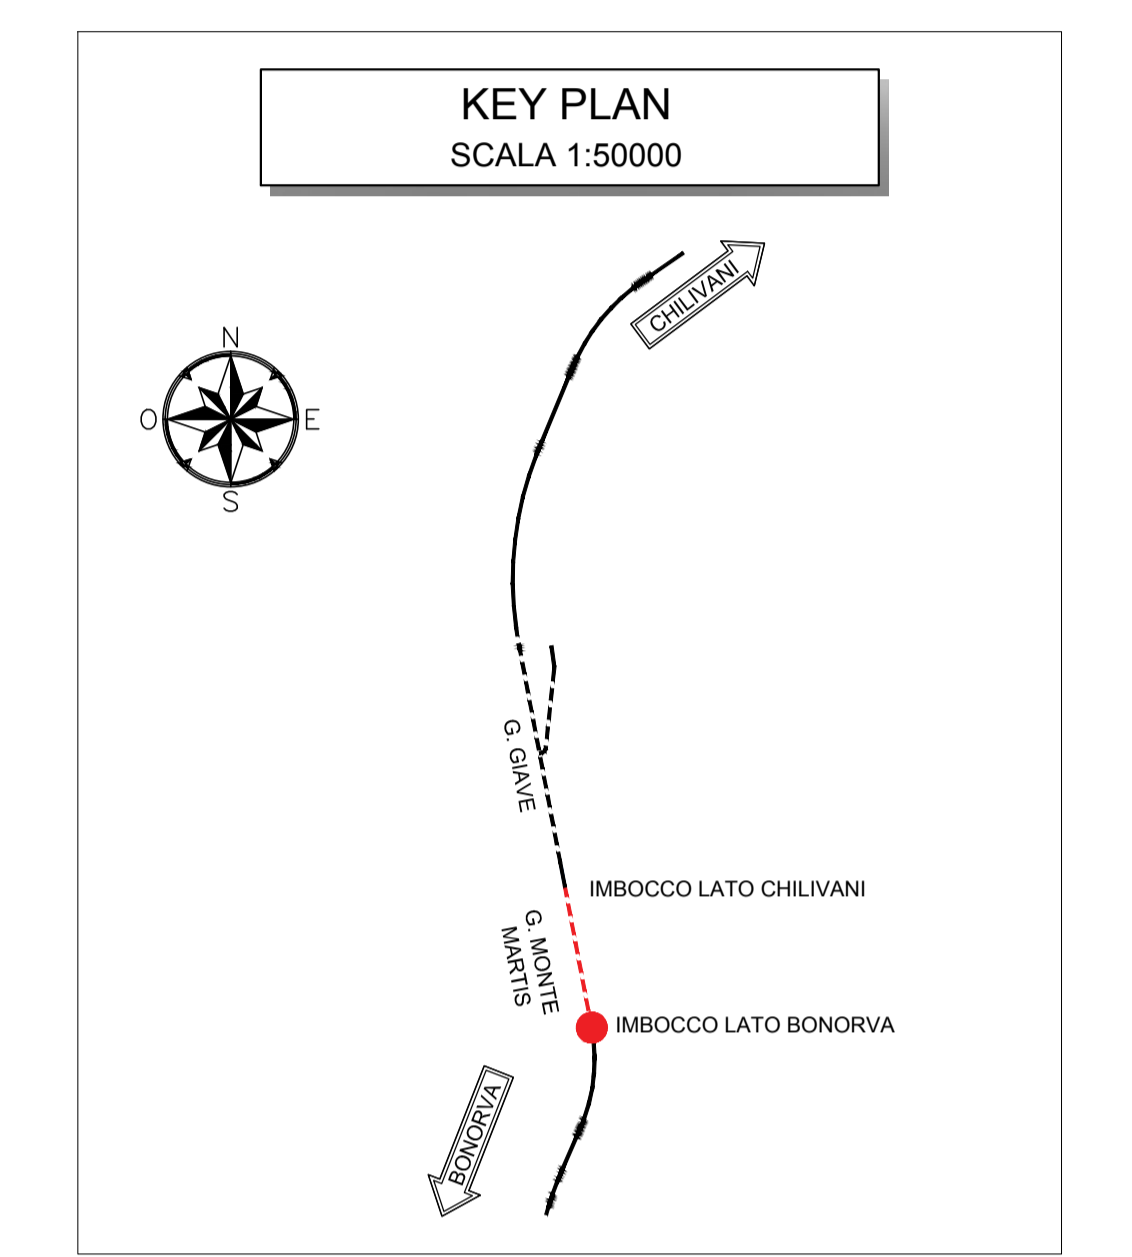 KEY PLAN
SCALA 1:50000
CHILIVANI
N
O
E
S
G. GIAVE
IMBOCCO LATO CHILIVANI
G. MONTE
MARTIS
IMBOCCO LATO BONORVA
BONORVA